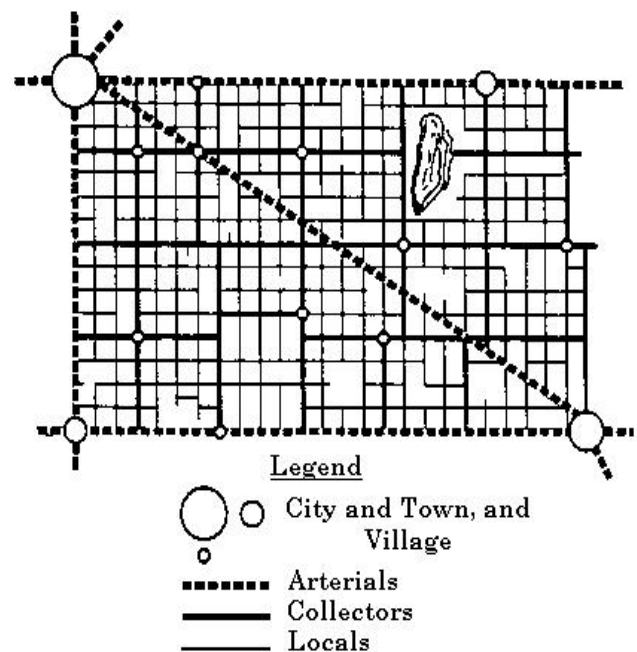 Legend
City and Town, and
Village
Arterials
Collectors
Locals